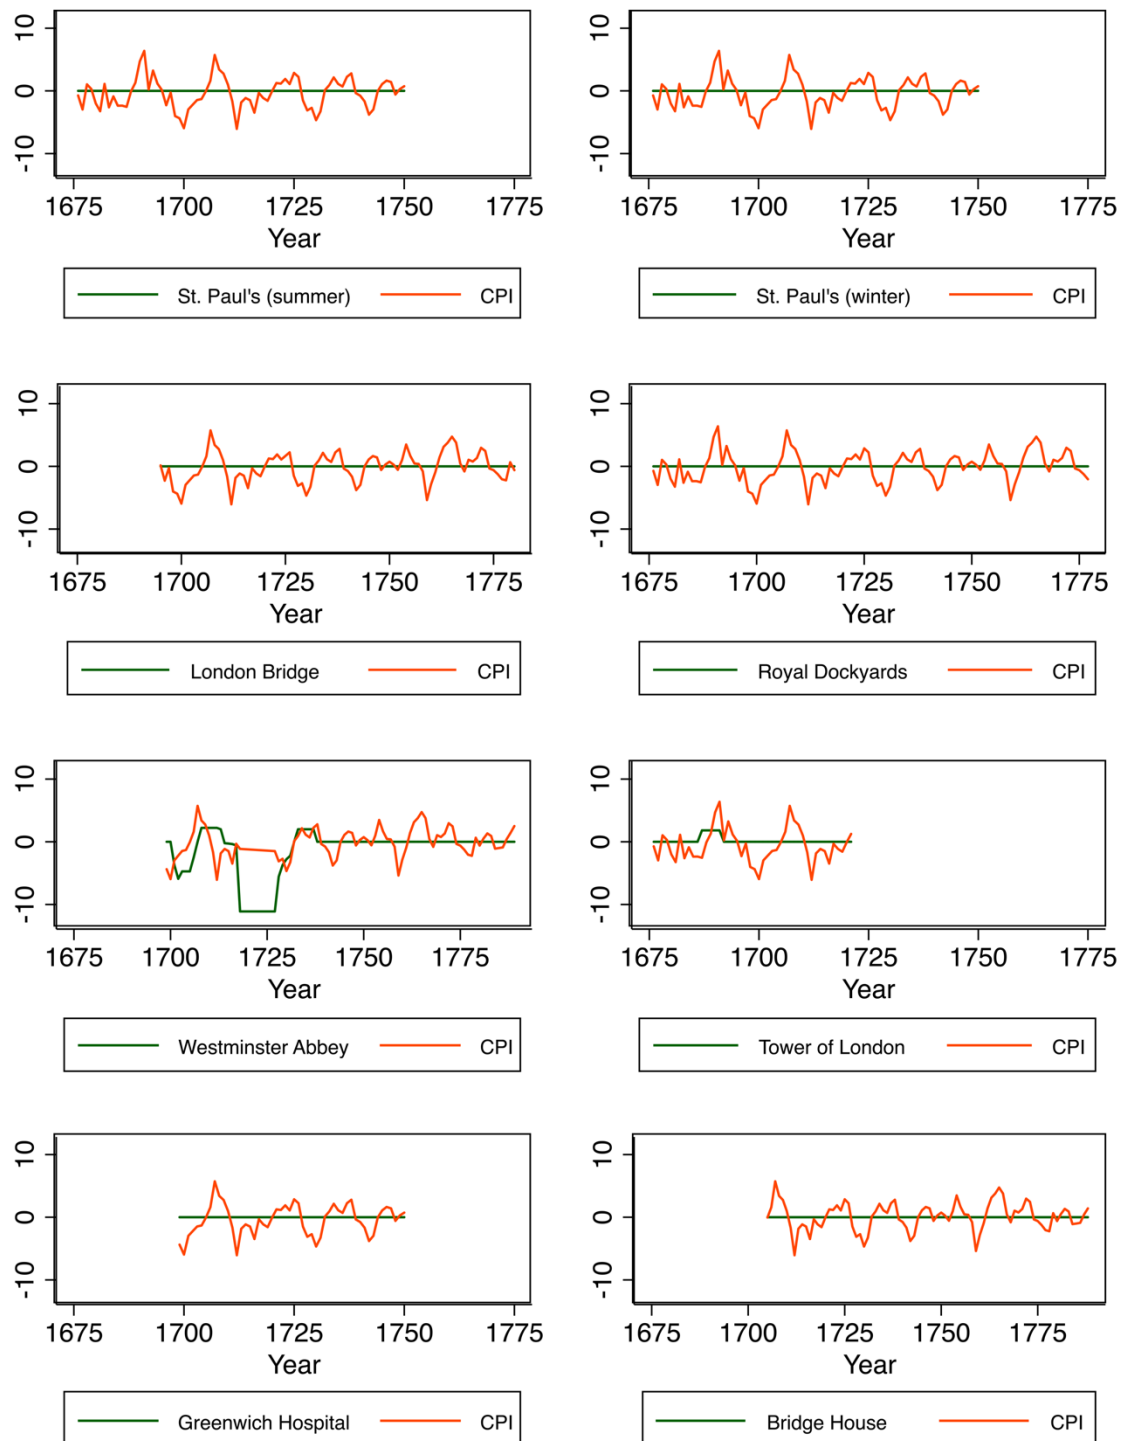 10
0
-10
1675 1700 1725 1750 1775
Year
St. Paul's (summer) CPI
10
0
-10
1675 1700 1725 1750 1775
Year
St. Paul's (winter) CPI
10
0
-10
1675 1700 1725 1750 1775
Year
London Bridge CPI
10
0
-10
1675 1700 1725 1750 1775
Year
Royal Dockyards CPI
10
0
-10
1675 1700 1725 1750 1775
Year
Westminster Abbey CPI
10
0
-10
1675 1700 1725 1750 1775
Year
Tower of London CPI
10
0
-10
1675 1700 1725 1750 1775
Year
Greenwich Hospital CPI
10
0
-10
1675 1700 1725 1750 1775
Year
Bridge House CPI